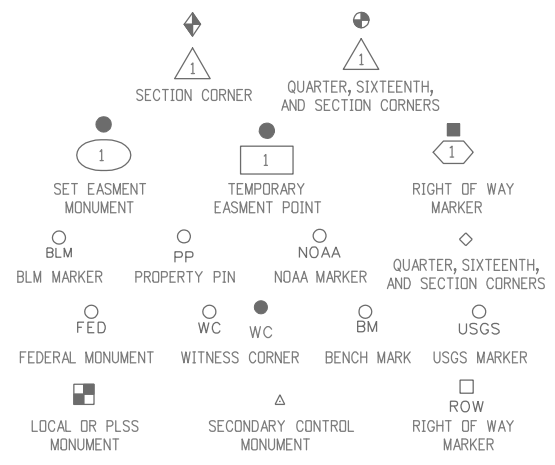 1
1
SECTION CORNER
QUARTER, SIXTEENTH,
AND SECTION CORNERS
1
1
1
SET EASMENT
MONUMENT
TEMPORARY
EASMENT POINT
RIGHT OF WAY
MARKER
BLM
PP
NOAA
BLM MARKER
PROPERTY PIN
NOAA MARKER
QUARTER, SIXTEENTH,
AND SECTION CORNERS
FED
WC
WC
BM
USGS
FEDERAL MONUMENT
WITNESS CORNER
BENCH MARK
USGS MARKER
ROW
LOCAL OR PLSS
MONUMENT
SECONDARY CONTROL
MONUMENT
RIGHT OF WAY
MARKER